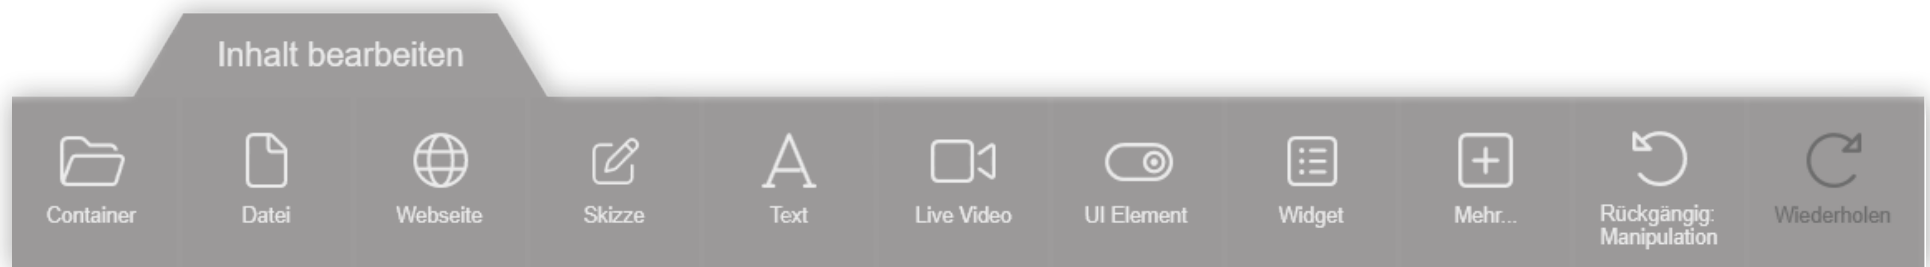 Inhalt bearbeiten
Container
Datei
Webseite
Skizze
Text
Live Video
UI Element
Widget
Mehr...
Rückgängig:
Manipulation
Wiederholen